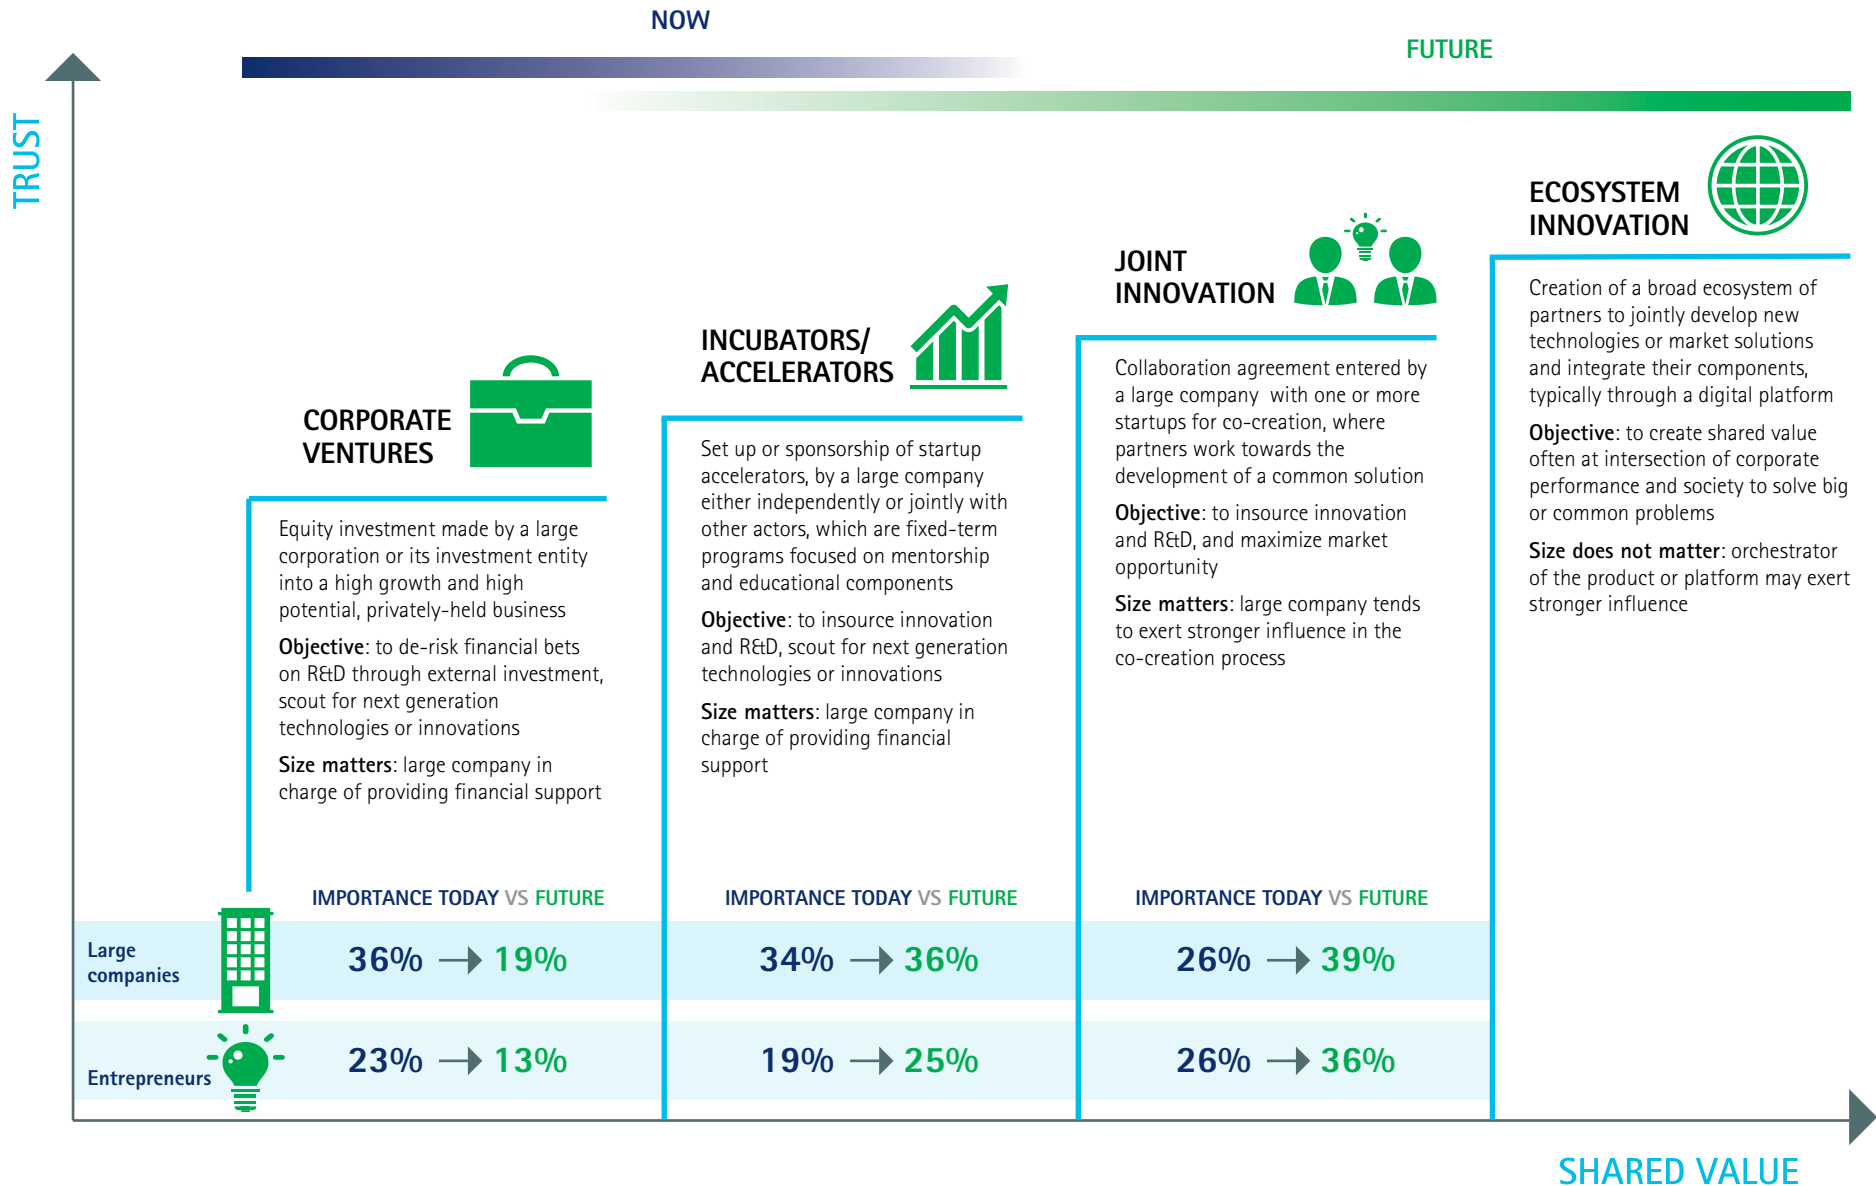 NOW
FUTURE
TRUST
CORPORATE
VENTURES
Equity investment made by a large
corporation or its investment entity
into a high growth and high
potential, privately-held business
Objective: to de-risk financial bets
on R&D through external investment,
scout for next generation
technologies or innovations
Size matters: large company in
charge of providing financial support
INCUBATORS/
ACCELERATORS
Set up or sponsorship of startup
accelerators, by a large company
either independently or jointly with
other actors, which are fixed-term
programs focused on mentorship
and educational components
Objective: to insource innovation
and R&D, scout for next generation
technologies or innovations
Size matters: large company in
charge of providing financial
support
JOINT
INNOVATION
Collaboration agreement entered by
a large company with one or more
startups for co-creation, where
partners work towards the
development of a common solution
Objective: to insource innovation
and R&D, and maximize market
opportunity
Size matters: large company tends
to exert stronger influence in the
co-creation process
ECOSYSTEM
INNOVATION
Creation of a broad ecosystem of
partners to jointly develop new
technologies or market solutions
and integrate their components,
typically through a digital platform
Objective: to create shared value
often at intersection of corporate
performance and society to solve big
or common problems
Size does not matter: orchestrator
of the product or platform may exert
stronger influence
IMPORTANCE TODAY VS FUTURE
IMPORTANCE TODAY VS FUTURE
IMPORTANCE TODAY VS FUTURE
Large
companies
36% 19%
34% 36%
26% 39%
Entrepreneurs
23% 13%
19% 25%
26% 36%
SHARED VALUE